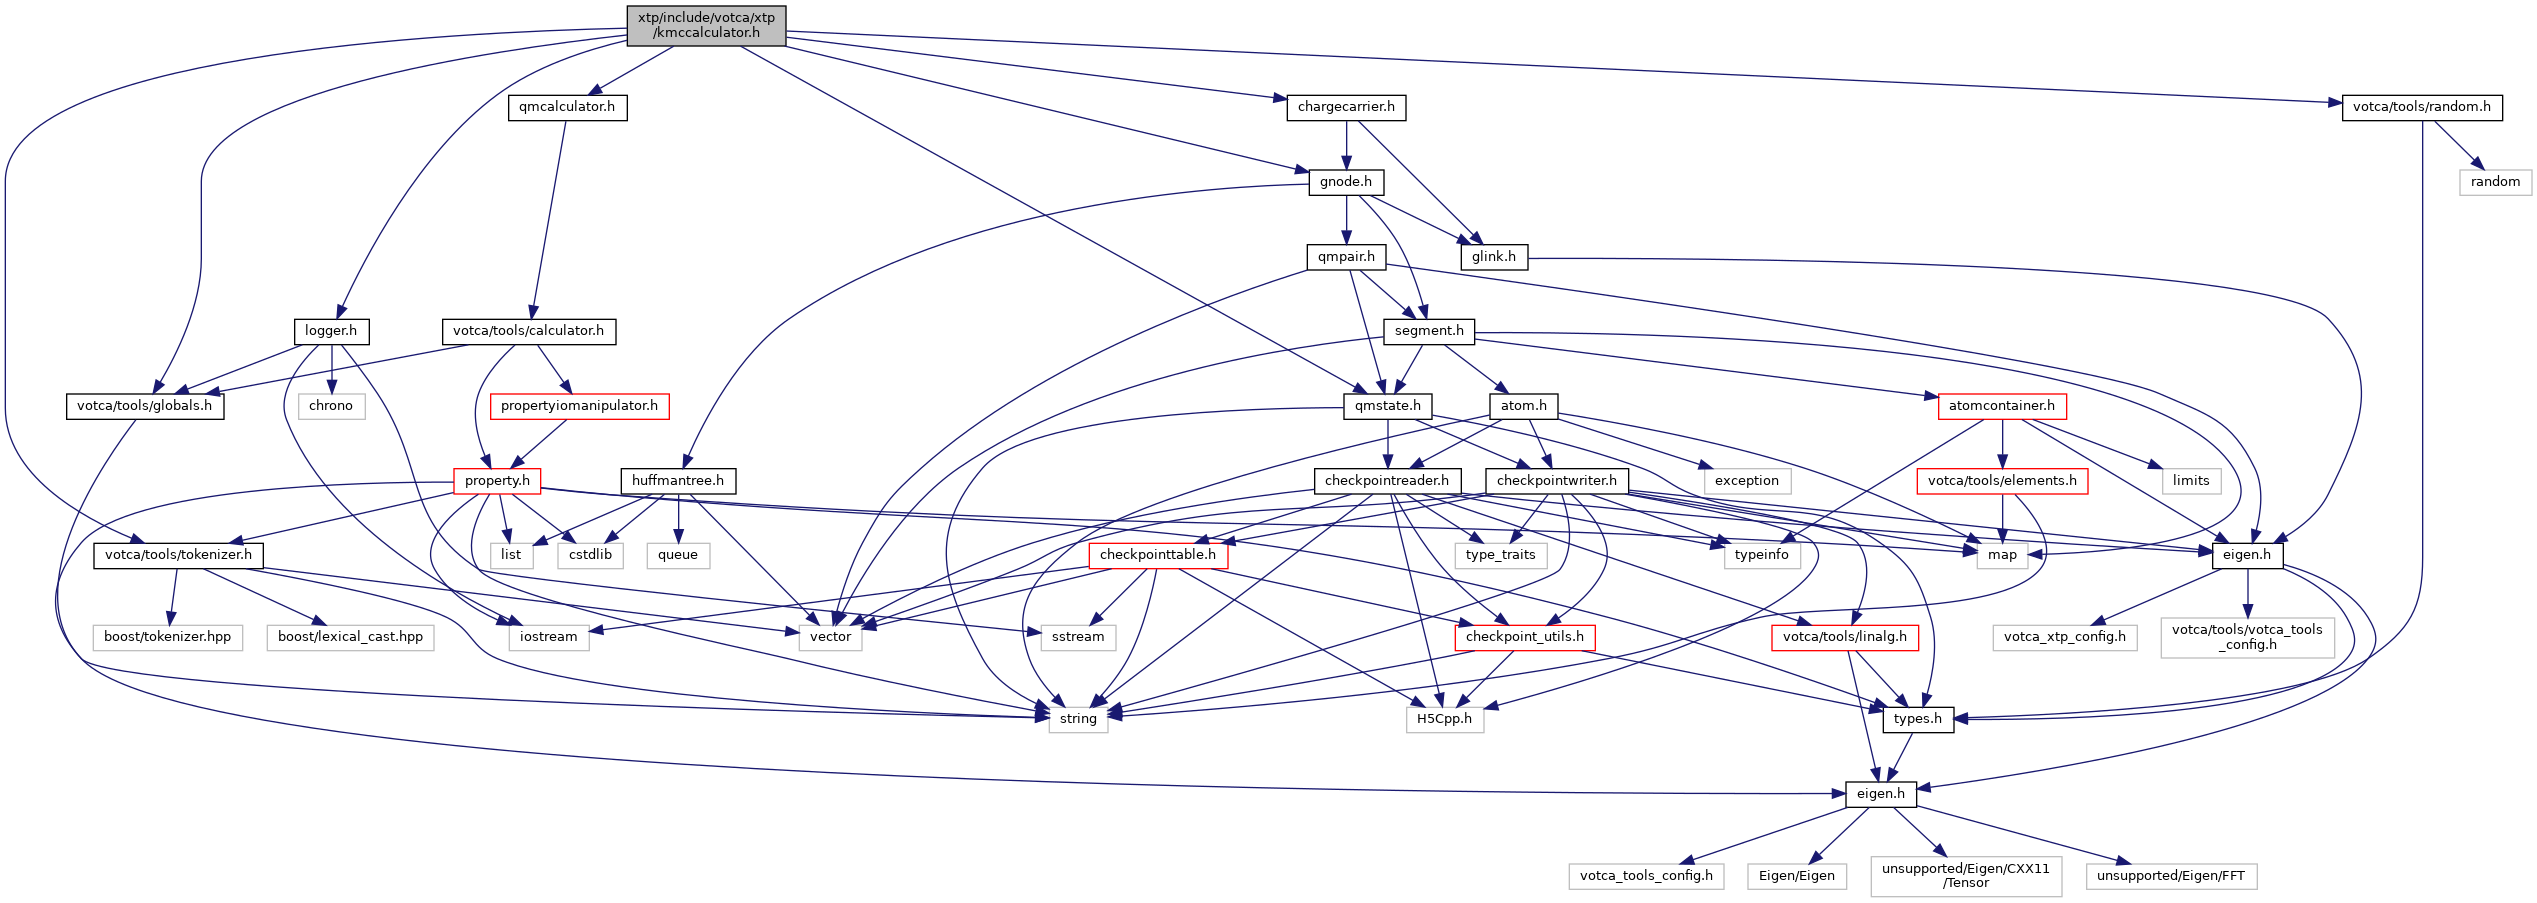 xtp/include/votca/xtp
/kmccalculator.h
qmcalculator.h
chargecarrier.h
votca/tools/random.h
gnode.h
random
qmpair.h
glink.h
logger.h
votca/tools/calculator.h
segment.h
votca/tools/globals.h
chrono
propertyiomanipulator.h
qmstate.h
atom.h
atomcontainer.h
property.h
huffmantree.h
checkpointreader.h
checkpointwriter.h
exception
votca/tools/elements.h
limits
votca/tools/tokenizer.h
list
cstdlib
queue
checkpointtable.h
type_traits
typeinfo
map
eigen.h
boost/tokenizer.hpp
boost/lexical_cast.hpp
iostream
vector
sstream
checkpoint_utils.h
votca/tools/linalg.h
votca_xtp_config.h
votca/tools/votca_tools
_config.h
string
H5Cpp.h
types.h
eigen.h
votca_tools_config.h
Eigen/Eigen
unsupported/Eigen/CXX11
/Tensor
unsupported/Eigen/FFT